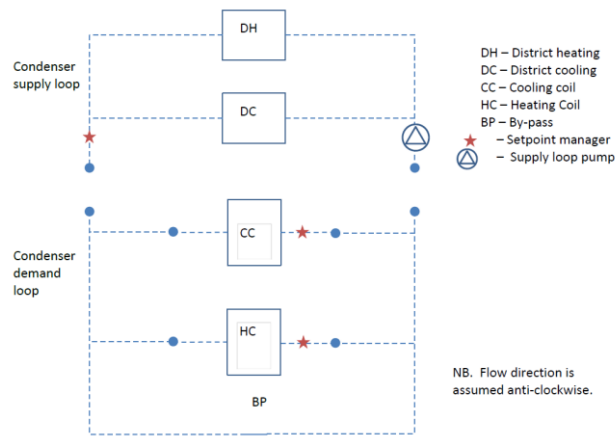 DH
Condenser
supply loop
DC
DH – District heating
DC – District cooling
CC – Cooling coil
HC – Heating Coil
BP – By-pass
– Setpoint manager
– Supply loop pump
CC
Condenser
demand
loop
HC
BP
NB.  Flow direction is
assumed anti-clockwise.